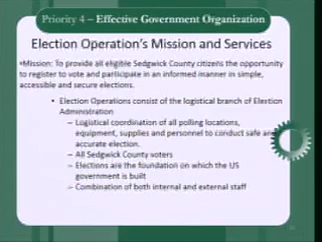 Priority 4 – Effective Government Organization
Election Operation's Mission and Services
•Mission: To provide all eligible Sedgwick County citizens the opportunity
to register to vote and participate in an informed manner in simple,
accessible and secure elections.
• Election Operations consist of the logistical branch of Election
Administration
– Logistical coordination of all polling locations,
equipment, supplies and personnel to conduct safe and
accurate election.
– All Sedgwick County voters
– Elections are the foundation on which the US
government is built
– Combination of both internal and external staff